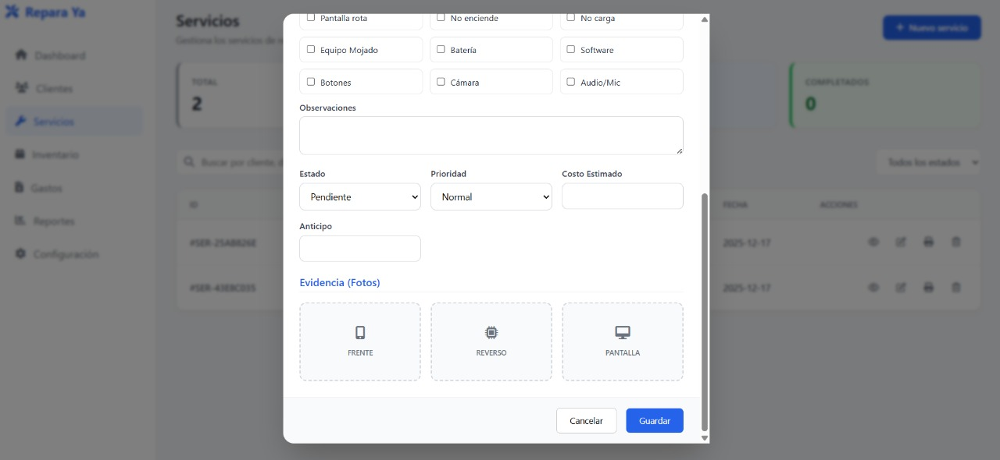 Repara Ya
Servicios
Gestiona los servicios de
Nuevo servicio
Dashboard
Clientes
Servicios
Inventario
Gastos
Reportes
Configuración
TOTAL
2
COMPLETADOS
0
Buscar por cliente,
Todos los estados
ID
FECHA
ACCIONES
#SER-25AB826E
2025-12-17
#SER-43E8C035
2025-12-17
Pantalla rota
No enciende
No carga
Equipo Mojado
Batería
Software
Botones
Cámara
Audio/Mic
Observaciones
Estado
Prioridad
Costo Estimado
Pendiente
Normal
Anticipo
Evidencia (Fotos)
FRENTE
REVERSO
PANTALLA
Cancelar
Guardar